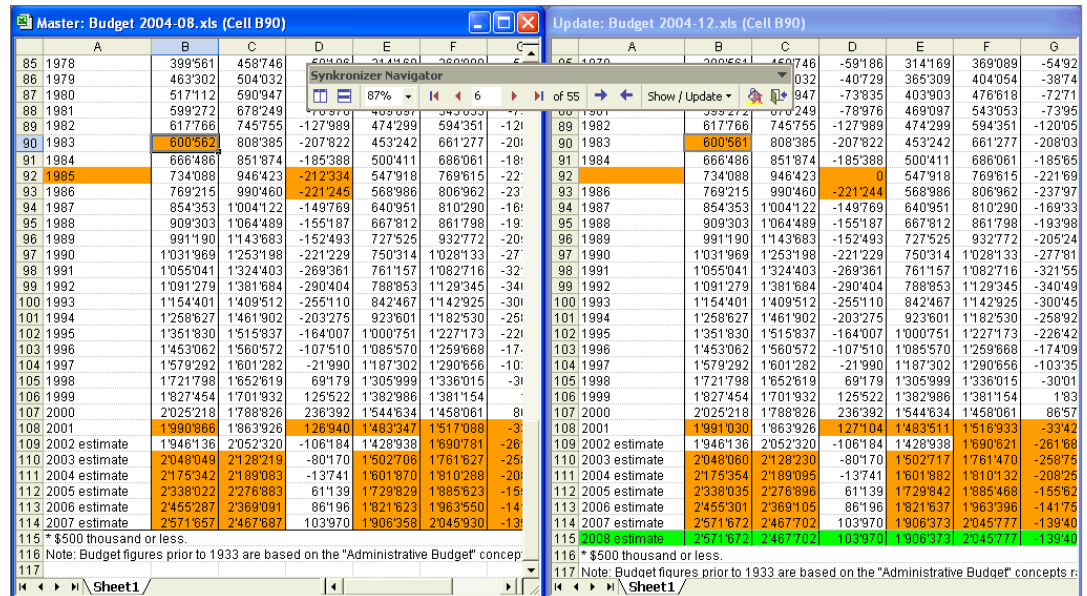 Master: Budget 2004-08.xls (Cell B90)
A B C D E F
85 1978 399'561 458'746
86 1979 463'302 504'032
87 1980 517'112 590'947
88 1981 599'272 678'249
89 1982 617'766 745'755 -127'989 474'299 594'351
90 1983 600'562 808'385 -207'822 453'242 661'277
91 1984 666'486 851'874 -185'388 500'411 686'061
92 1985 734'088 946'423 -212'334 547'918 769'615
93 1986 769'215 990'460 -221'245 568'986 806'962
94 1987 854'353 1'004'122 -149'769 640'951 810'290
95 1988 909'303 1'064'489 -155'187 667'812 861'798
96 1989 991'190 1'143'683 -152'493 727'525 932'772
97 1990 1'031'969 1'253'198 -221'229 750'314 1'028'133
98 1991 1'055'041 1'324'403 -269'361 761'157 1'082'716
99 1992 1'091'279 1'381'684 -290'404 788'853 1'129'345
100 1993 1'154'401 1'409'512 -255'110 842'467 1'142'925
101 1994 1'258'627 1'461'902 -203'275 923'601 1'182'530
102 1995 1'351'830 1'515'837 -164'007 1'000'751 1'227'173
103 1996 1'453'062 1'560'572 -107'510 1'085'570 1'259'668
104 1997 1'579'292 1'601'282 -21'990 1'187'302 1'290'656
105 1998 1'721'798 1'652'619 69'179 1'305'999 1'336'015
106 1999 1'827'454 1'701'932 125'522 1'382'986 1'381'154
107 2000 2'025'218 1'788'826 236'392 1'544'634 1'458'061
108 2001 1'990'866 1'863'926 126'940 1'483'347 1'517'088
109 2002 estimate 1'946'136 2'052'320 -106'184 1'428'938 1'690'781
110 2003 estimate 2'048'049 2'128'219 -80'170 1'502'706 1'761'627
111 2004 estimate 2'175'342 2'189'083 -13'741 1'601'870 1'810'288
112 2005 estimate 2'338'022 2'276'883 61'139 1'729'829 1'885'623
113 2006 estimate 2'455'287 2'369'091 86'196 1'821'623 1'963'550
114 2007 estimate 2'571'657 2'467'687 103'970 1'906'358 2'045'930
115 * $500 thousand or less.
116 Note: Budget figures prior to 1933 are based on the "Administrative Budget" concep
117
Sheet1
Synkronizer Navigator
87% 6 of 55 Show / Update
Update: Budget 2004-12.xls (Cell B90)
A B C D E F G
-59'186 314'169 369'089 -54'92
-40'729 365'309 404'054 -38'74
-73'835 403'903 476'618 -72'71
-78'976 469'097 543'053 -73'95
89 1982 617'766 745'755 -127'989 474'299 594'351 -120'05
90 1983 600'561 808'385 -207'822 453'242 661'277 -208'03
91 1984 666'486 851'874 -185'388 500'411 686'061 -185'65
92 734'088 946'423 0 547'918 769'615 -221'69
93 1986 769'215 990'460 -221'244 568'986 806'962 -237'97
94 1987 854'353 1'004'122 -149'769 640'951 810'290 -169'33
95 1988 909'303 1'064'489 -155'187 667'812 861'798 -193'98
96 1989 991'190 1'143'683 -152'493 727'525 932'772 -205'24
97 1990 1'031'969 1'253'198 -221'229 750'314 1'028'133 -277'81
98 1991 1'055'041 1'324'403 -269'361 761'157 1'082'716 -321'55
99 1992 1'091'279 1'381'684 -290'404 788'853 1'129'345 -340'49
100 1993 1'154'401 1'409'512 -255'110 842'467 1'142'925 -300'45
101 1994 1'258'627 1'461'902 -203'275 923'601 1'182'530 -258'92
102 1995 1'351'830 1'515'837 -164'007 1'000'751 1'227'173 -226'42
103 1996 1'453'062 1'560'572 -107'510 1'085'570 1'259'668 -174'09
104 1997 1'579'292 1'601'282 -21'990 1'187'302 1'290'656 -103'35
105 1998 1'721'798 1'652'619 69'179 1'305'999 1'336'015 -30'01
106 1999 1'827'454 1'701'932 125'522 1'382'986 1'381'154 1'83
107 2000 2'025'218 1'788'826 236'392 1'544'634 1'458'061 86'57
108 2001 1'991'030 1'863'926 127'104 1'483'511 1'516'933 -33'42
109 2002 estimate 1'946'136 2'052'320 -106'184 1'428'938 1'690'621 -261'68
110 2003 estimate 2'048'060 2'128'230 -80'170 1'502'717 1'761'470 -258'75
111 2004 estimate 2'175'354 2'189'095 -13'741 1'601'882 1'810'132 -208'25
112 2005 estimate 2'338'035 2'276'896 61'139 1'729'842 1'885'468 -155'62
113 2006 estimate 2'455'301 2'369'105 86'196 1'821'637 1'963'396 -141'75
114 2007 estimate 2'571'672 2'467'702 103'970 1'906'373 2'045'777 -139'40
115 2008 estimate 2'571'672 2'467'702 103'970 1'906'373 2'045'777 -139'40
116 * $500 thousand or less.
117 Note: Budget figures prior to 1933 are based on the "Administrative Budget" concepts
Sheet1